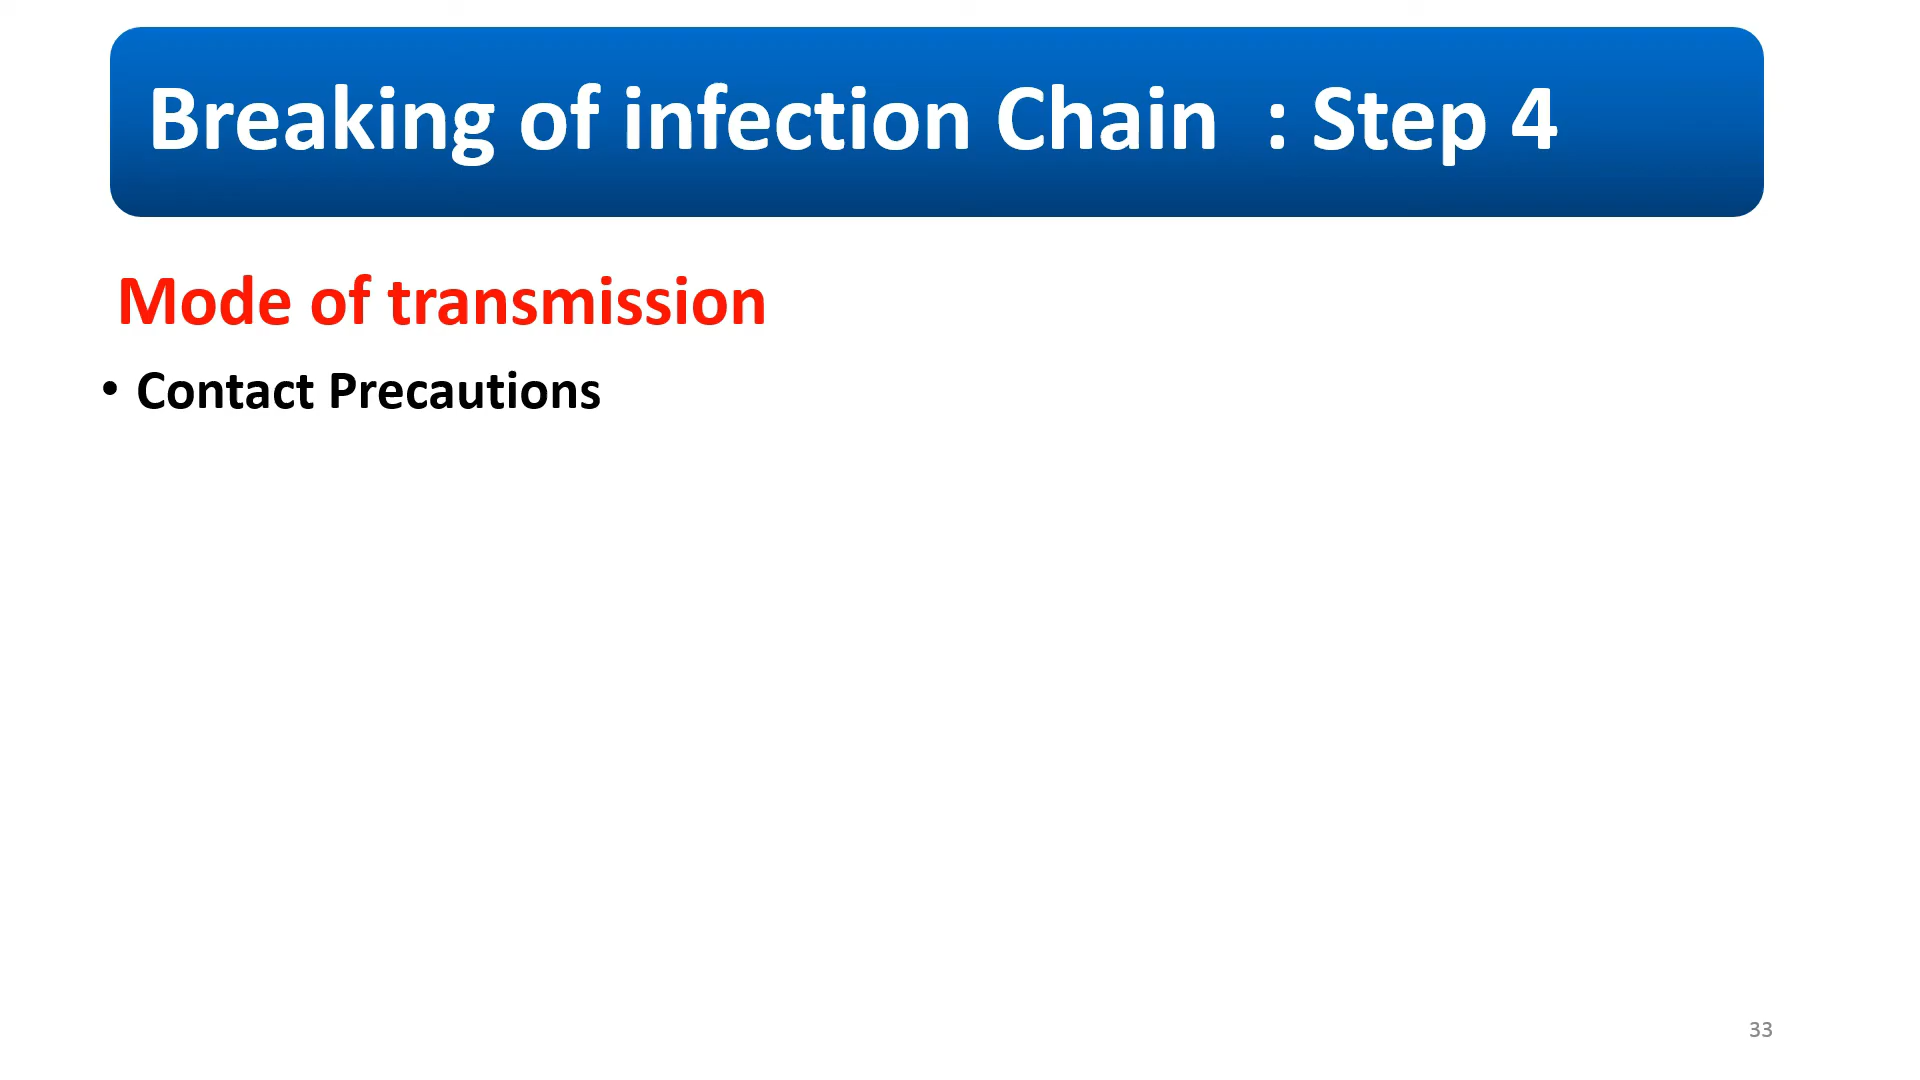 Breaking of infection Chain  : Step 4
Mode of transmission
• Contact Precautions
33